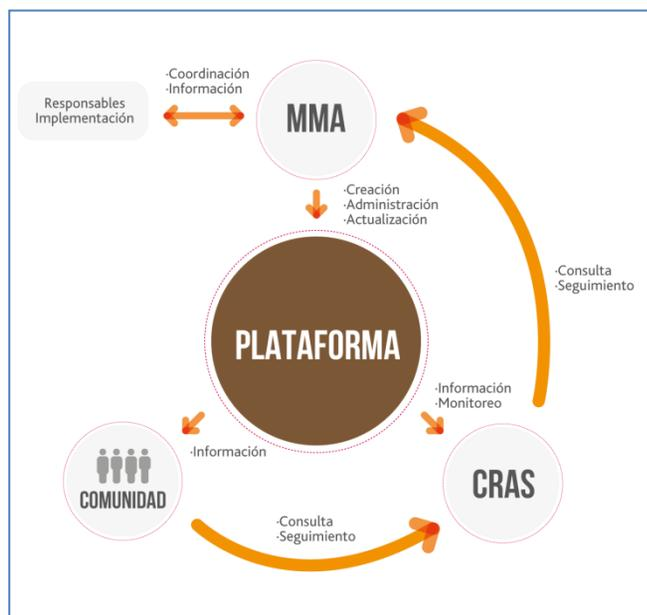 ·Coordinación
·Información
Responsables
Implementación
MMA
·Creación
·Administración
·Actualización
·Consulta
·Seguimiento
PLATAFORMA
·Información
·Monitoreo
·Información
COMUNIDAD
CRAS
·Consulta
·Seguimiento